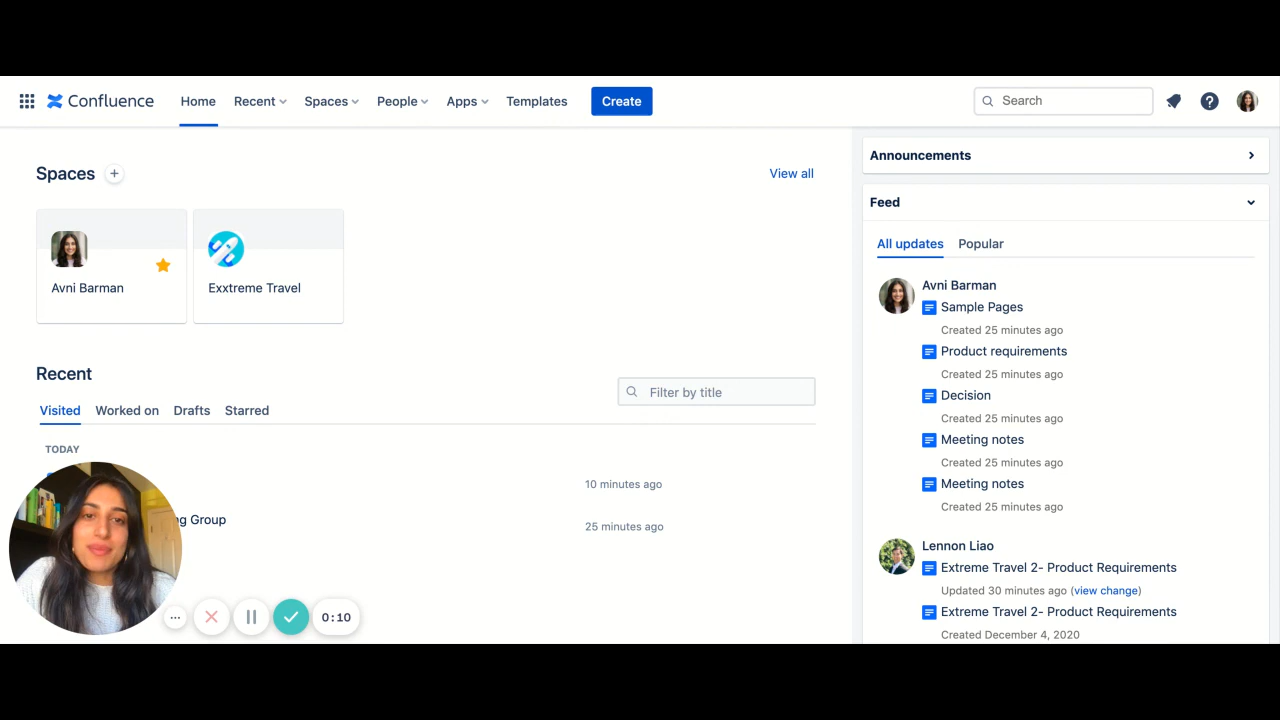 Confluence
Home
Recent
Spaces
People
Apps
Templates
Create
Search
Spaces
View all
Avni Barman
Exxtreme Travel
Recent
Filter by title
Visited
Worked on
Drafts
Starred
TODAY
10 minutes ago
Group
25 minutes ago
0:10
Announcements
Feed
All updates
Popular
Avni Barman
Sample Pages
Created 25 minutes ago
Product requirements
Created 25 minutes ago
Decision
Created 25 minutes ago
Meeting notes
Created 25 minutes ago
Meeting notes
Created 25 minutes ago
Lennon Liao
Extreme Travel 2- Product Requirements
Updated 30 minutes ago (view change)
Extreme Travel 2- Product Requirements
Created December 4, 2020